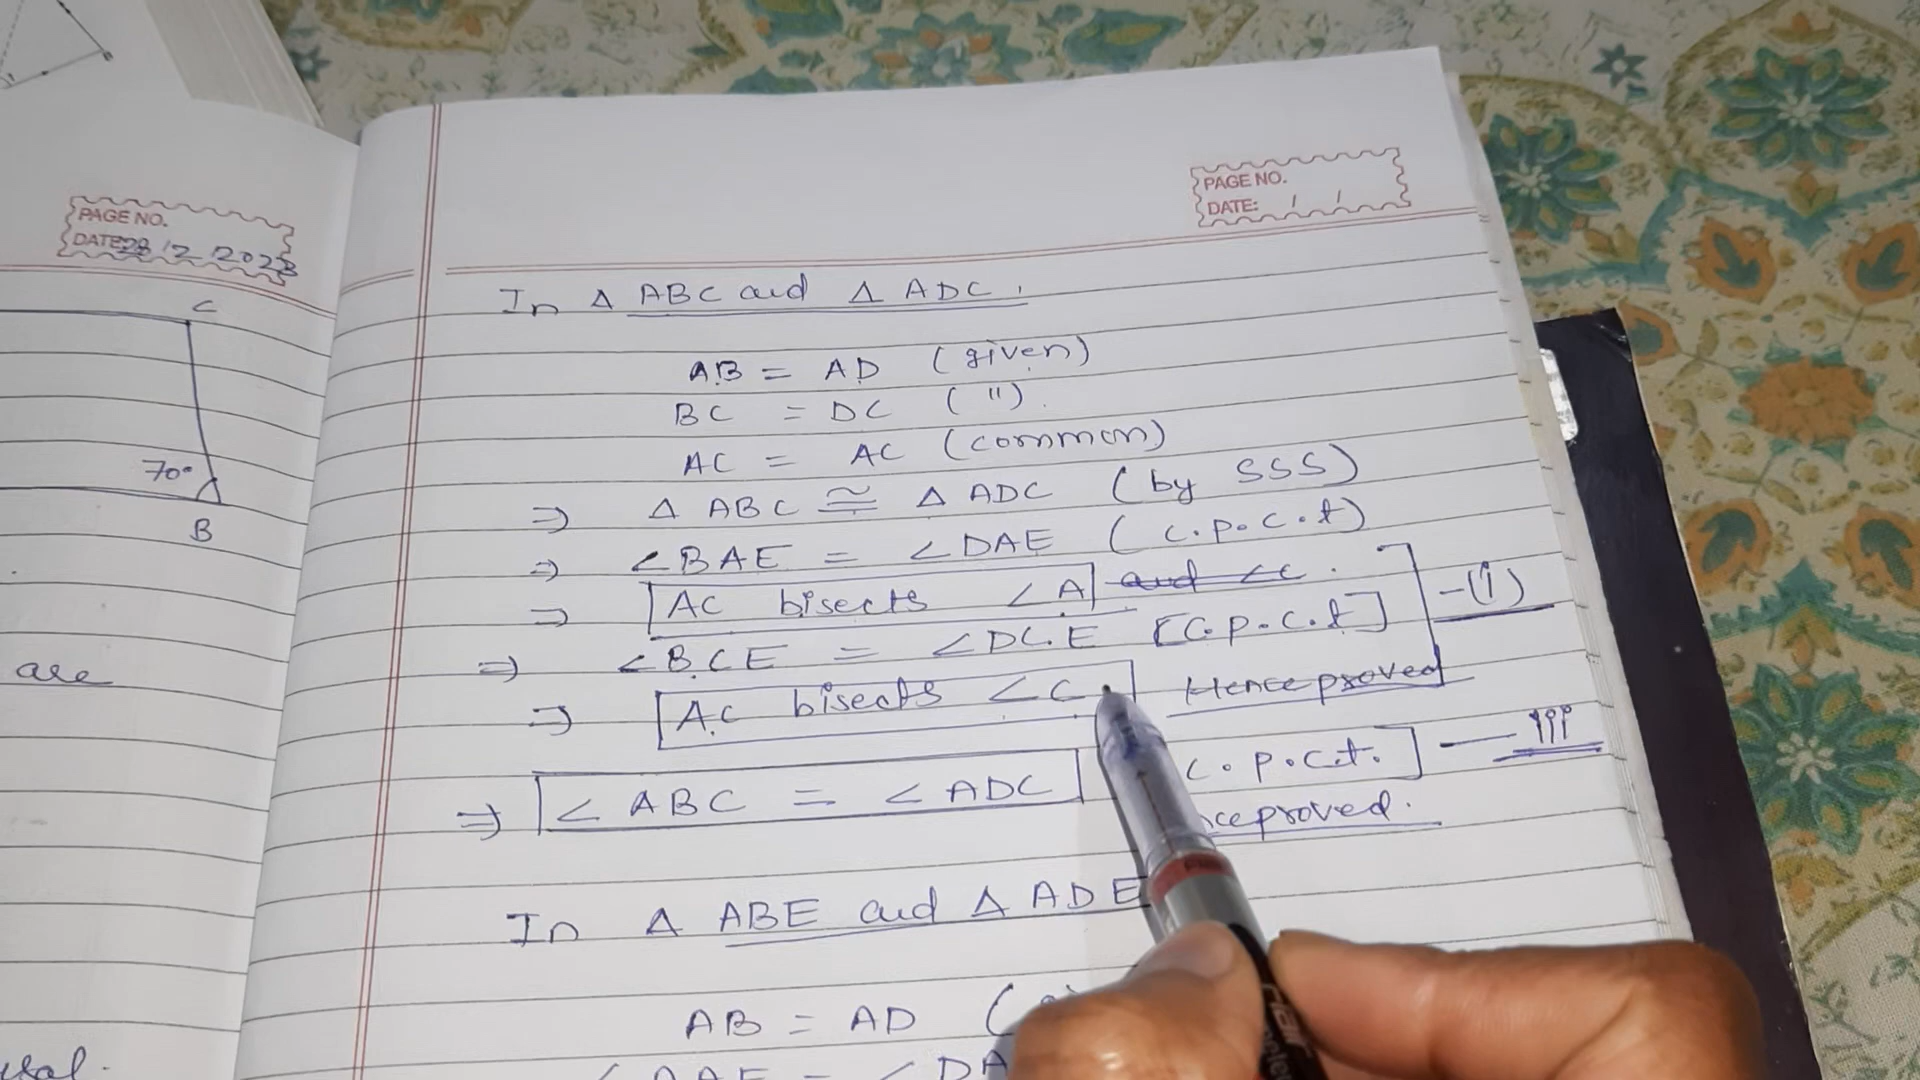 PAGE NO.
DATE: 28/12/2023
C
70°
B
are
PAGE NO.
DATE: / /
In △ ABC and △ ADC,
AB = AD (given)
BC = DC ( " ).
AC = AC (common)
⇒ △ ABC ≅ △ ADC (by SSS)
⇒ ∠BAE = ∠DAE (c.p.c.t)
⇒ AC bisects ∠A and ∠C.
⇒ ∠BCE = ∠DCE [C.p.c.t] -(i)
⇒ AC bisects ∠C Hence proved
⇒ ∠ABC = ∠ADC C.p.c.t.] — iii
proved.
In △ ABE and △ ADE
AB = AD (